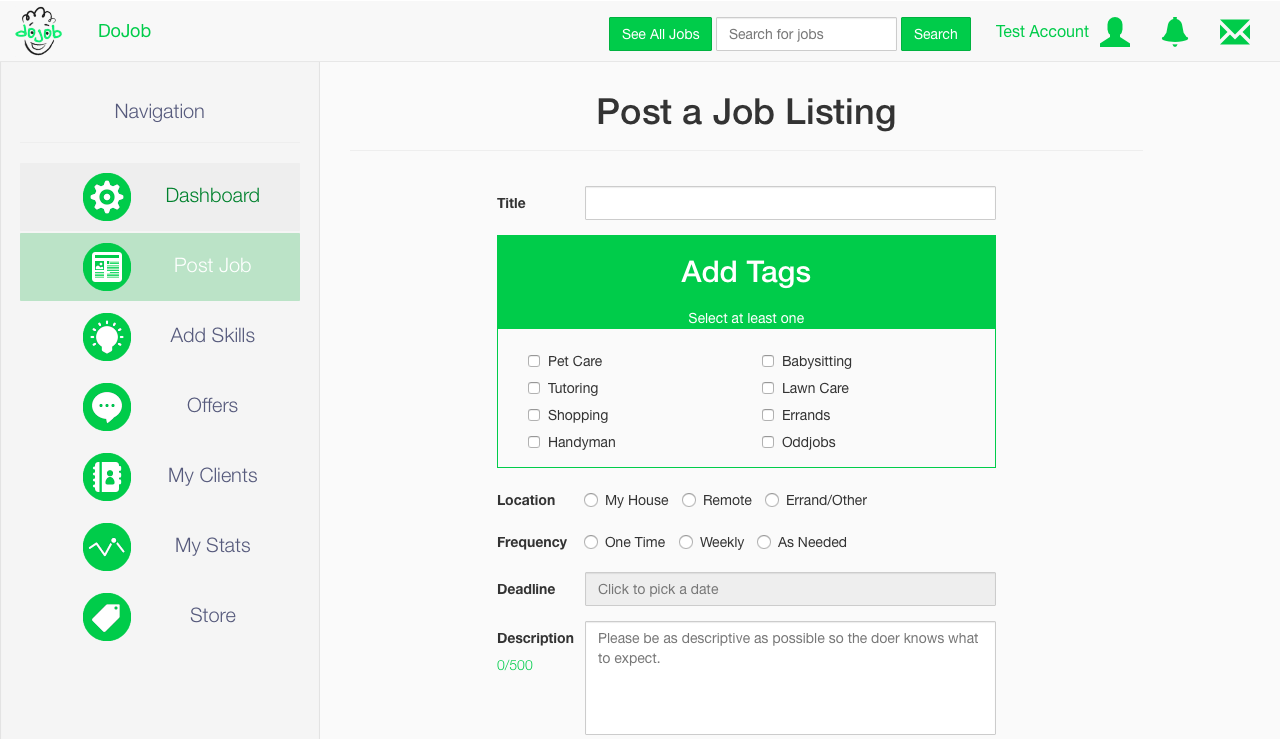 dojob
DoJob
See All Jobs
Search for jobs
Search
Test Account
Navigation
Dashboard
Post Job
Add Skills
Offers
My Clients
My Stats
Store
Post a Job Listing
Title
Add Tags
Select at least one
Pet Care
Babysitting
Tutoring
Lawn Care
Shopping
Errands
Handyman
Oddjobs
Location My House Remote Errand/Other
Frequency One Time Weekly As Needed
Deadline Click to pick a date
Description Please be as descriptive as possible so the doer knows what
to expect.
0/500